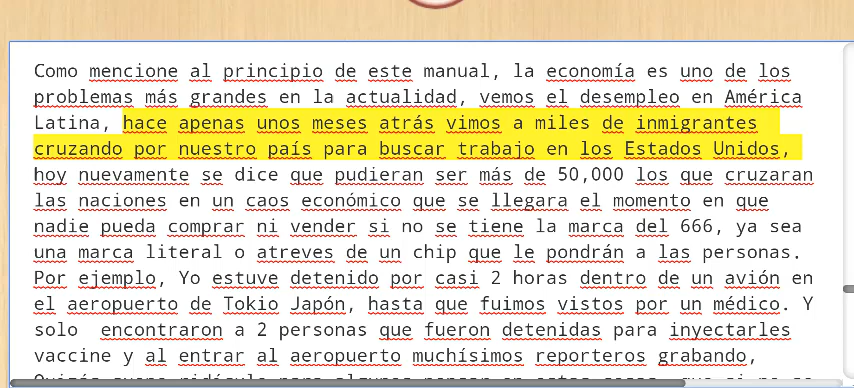 Como mencione al principio de este manual, la economía es uno de los
problemas más grandes en la actualidad, vemos el desempleo en América
Latina, hace apenas unos meses atrás vimos a miles de inmigrantes
cruzando por nuestro país para buscar trabajo en los Estados Unidos,
hoy nuevamente se dice que pudieran ser más de 50,000 los que cruzaran
las naciones en un caos económico que se llegara el momento en que
nadie pueda comprar ni vender si no se tiene la marca del 666, ya sea
una marca literal o atreves de un chip que le pondrán a las personas.
Por ejemplo, Yo estuve detenido por casi 2 horas dentro de un avión en
el aeropuerto de Tokio Japón, hasta que fuimos vistos por un médico. Y
solo  encontraron a 2 personas que fueron detenidas para inyectarles
vaccine y al entrar al aeropuerto muchísimos reporteros grabando,